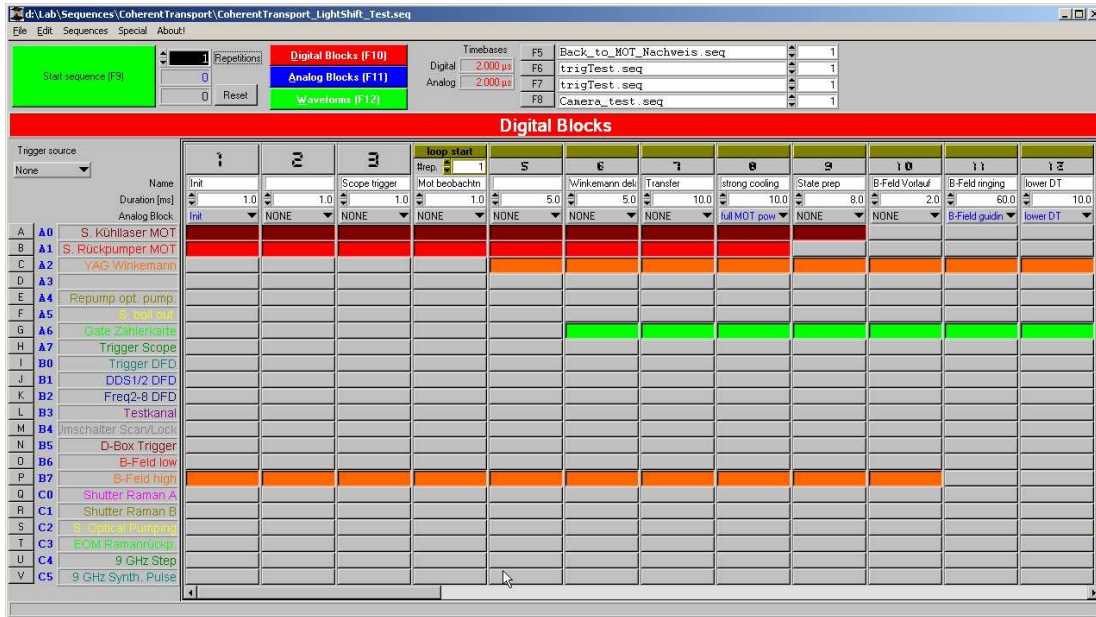 d:\Lab\Sequences\CoherentTransport\CoherentTransport_LightShift_Test.seq
File Edit Sequences Special About!
Start sequence (F9)
1 Repetitions
0
0 Reset
Digital Blocks (F10)
Analog Blocks (F11)
Waveforms (F12)
Timebases
Digital 2.000 µs
Analog 2.000 µs
F5 Back_to_MOT_Nachweis.seq 1
F6 trigTest.seq 1
F7 trigTest.seq 1
F8 Camera_test.seq 1
Digital Blocks
Trigger source
None
1 2 3 loop start #rep. 1 5 6 7 8 9 10 11 12
Name Init Scope trigger Mot beobachtn Winkemann del Transfer strong cooling State prep B-Feld Vorlauf B-Feld ringing lower DT
Duration [ms] 1.0 1.0 1.0 1.0 5.0 5.0 10.0 10.0 8.0 2.0 60.0 10.0
Analog Block Init NONE NONE NONE NONE NONE NONE full MOT pow NONE NONE B-Field guidin lower DT
A A0 S. Kühllaser MOT
B A1 S. Rückpumper MOT
C A2 YAG Winkemann
D A3
E A4 Repump opt. pump.
F A5 S. boil out
G A6 Gate Zählerkarte
H A7 Trigger Scope
I B0 Trigger DFD
J B1 DDS1/2 DFD
K B2 Freq2-8 DFD
L B3 Testkanal
M B4 Umschalter Scan/Lock
N B5 D-Box Trigger
O B6 B-Feld low
P B7 B-Feld high
Q C0 Shutter Raman A
R C1 Shutter Raman B
S C2 S. Optical Pumping
T C3 EOM Ramanrückp.
U C4 9 GHz Step
V C5 9 GHz Synth. Pulse